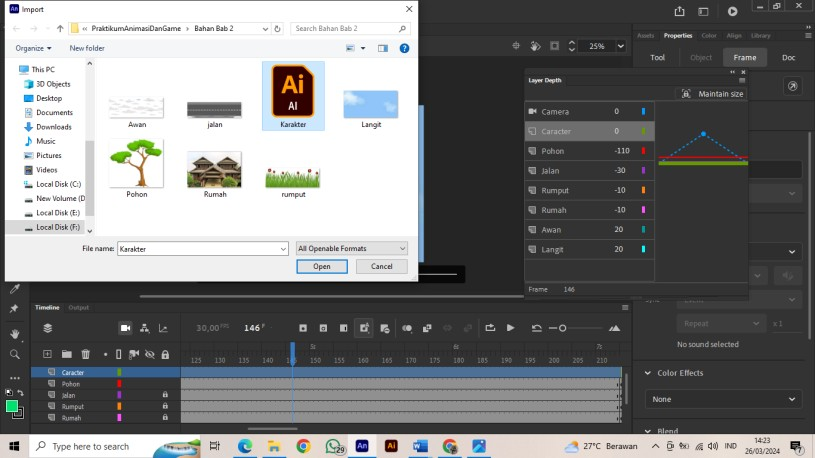 Import
« PraktikumAnimasiDanGame › Bahan Bab 2
Search Bahan Bab 2
Organize
New folder
This PC
3D Objects
Desktop
Documents
Downloads
Music
Pictures
Videos
Local Disk (C:)
New Volume (D
Local Disk (E:)
Local Disk (F:)
Awan
jalan
Ai
AI
Karakter
Langit
Pohon
Rumah
rumput
File name:
Karakter
All Openable Formats
Open
Cancel
25%
Assets
Properties
Color
Align
Library
Tool
Object
Frame
Doc
Layer Depth
Maintain size
Camera 0
Caracter 0
Pohon -110
Jalan -30
Rumput -10
Rumah -10
Awan 20
Langit 20
Frame 146
Repeat
x 1
No sound selected
Color Effects
None
Blend
Timeline
Output
30,00 FPS
146 F
5s
6s
7s
125 130 135 140 145 150 155 160 165 170 175 180 185 190 195 200 205 210
Caracter
Pohon
Jalan
Rumput
Rumah
Type here to search
29
An
Ai
27°C Berawan
IND
14:23
26/03/2024
7